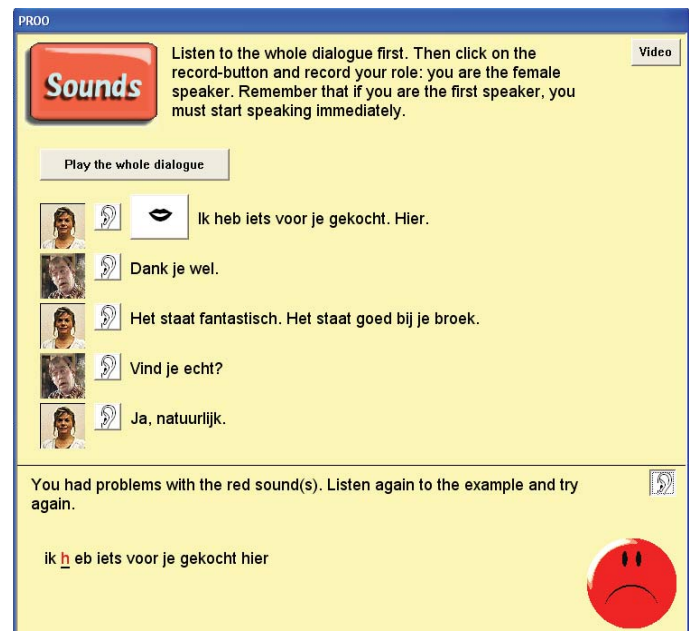 PROO
Sounds
Listen to the whole dialogue first. Then click on the
record-button and record your role: you are the female
speaker. Remember that if you are the first speaker, you
must start speaking immediately.
Video
Play the whole dialogue
Ik heb iets voor je gekocht. Hier.
Dank je wel.
Het staat fantastisch. Het staat goed bij je broek.
Vind je echt?
Ja, natuurlijk.
You had problems with the red sound(s). Listen again to the example and try
again.
ik h eb iets voor je gekocht hier